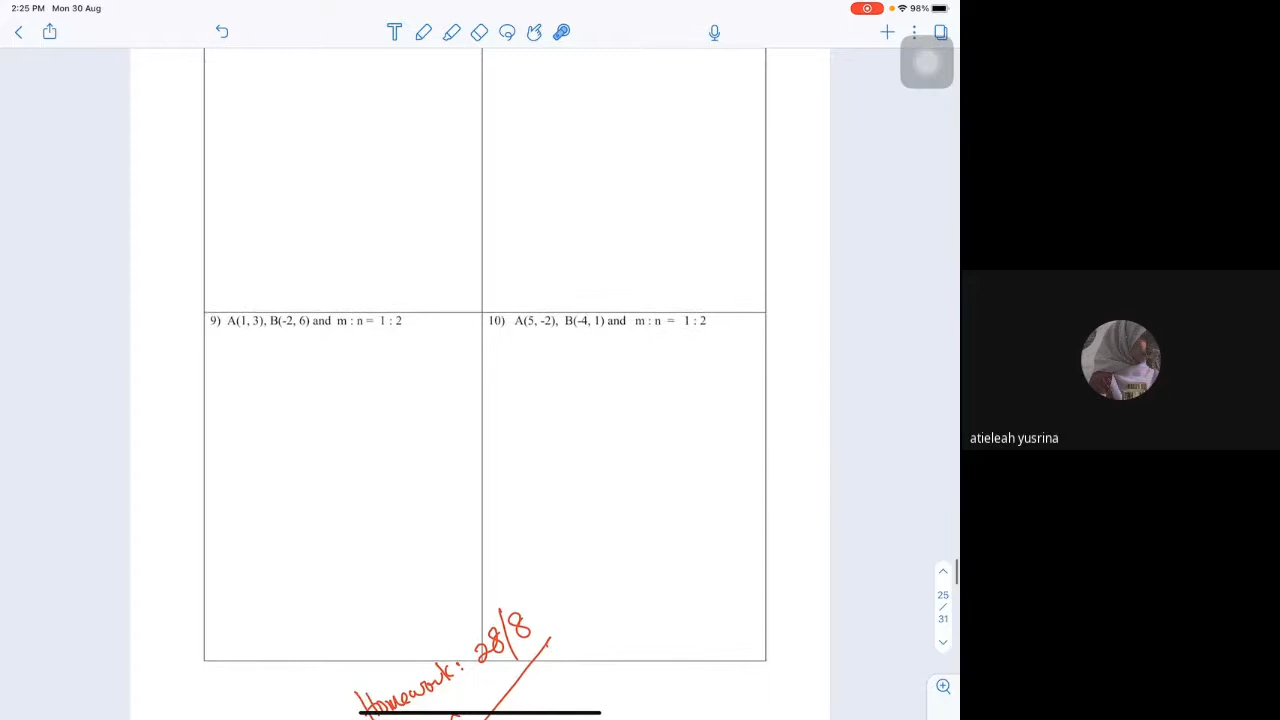 2:25 PM Mon 30 Aug
98%
9) A(1, 3), B(-2, 6) and m : n = 1 : 2
10) A(5, -2), B(-4, 1) and m : n = 1 : 2
Homework: 28/8
25
/
31
atieleah yusrina